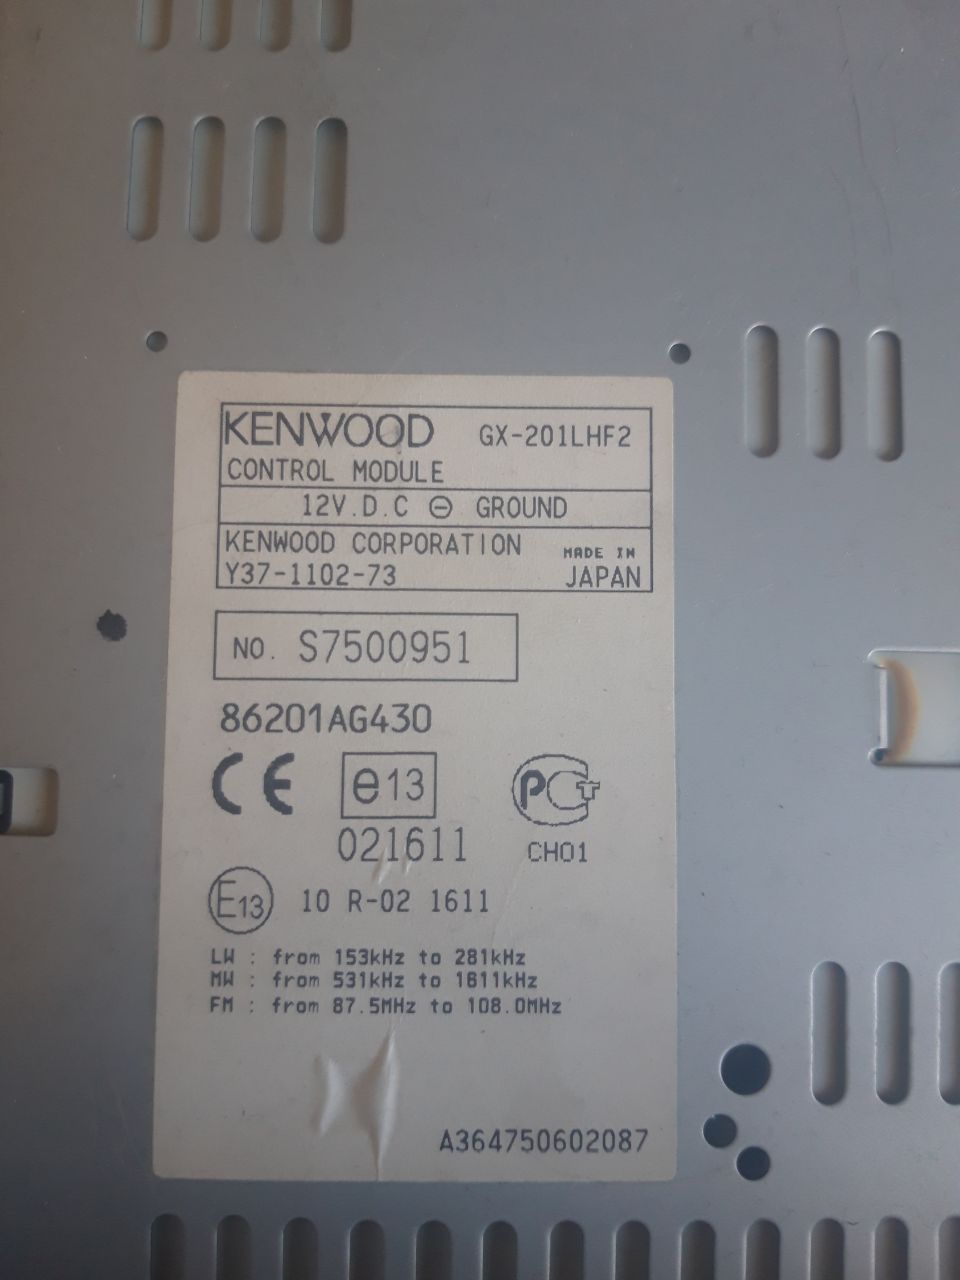 KENWOOD GX-201LHF2
CONTROL MODULE
12V.D.C ⊖ GROUND
KENWOOD CORPORATION MADE IN
Y37-1102-73 JAPAN
NO. S7500951
86201AG430
CE e13 PCT
021611 CH01
E13 10 R-02 1611
LW : from 153kHz to 281kHz
MW : from 531kHz to 1611kHz
FM : from 87.5MHz to 108.0MHz
A364750602087